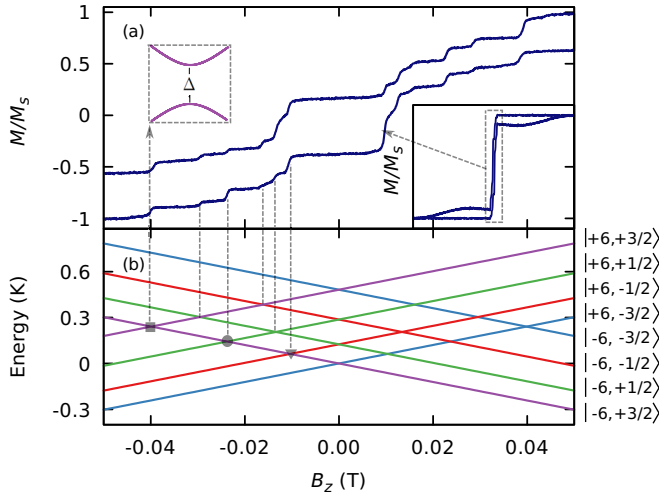 (a)
1
0.5
0
-0.5
-1
M/Ms
Δ
M/Ms
(b)
0.6
0.3
0
-0.3
Energy (K)
|+6,+3/2⟩
|+6,+1/2⟩
|+6, -1/2⟩
|+6, -3/2⟩
|-6, -3/2⟩
|-6, -1/2⟩
|-6,+1/2⟩
|-6,+3/2⟩
-0.04 -0.02 0.00 0.02 0.04
Bz (T)